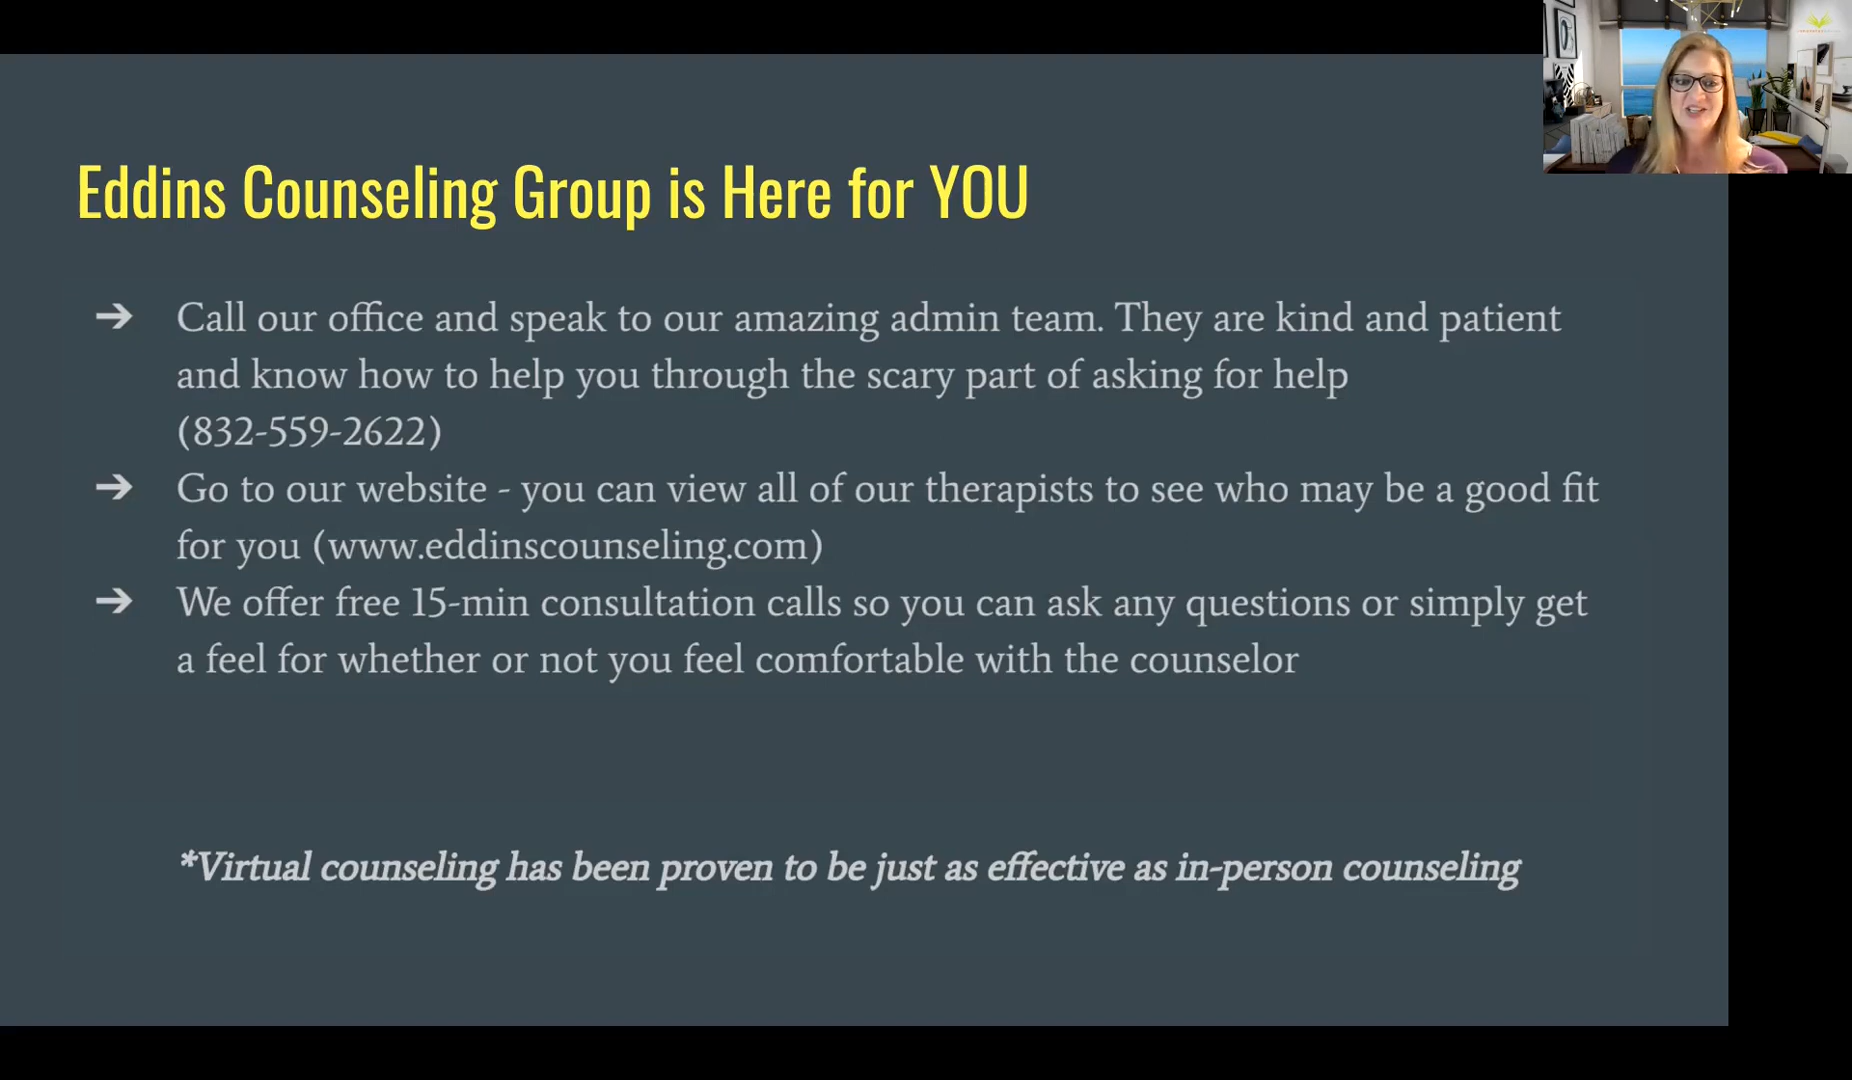 Eddins Counseling Group is Here for YOU
➔ Call our office and speak to our amazing admin team. They are kind and patient
and know how to help you through the scary part of asking for help
(832-559-2622)
➔ Go to our website - you can view all of our therapists to see who may be a good fit
for you (www.eddinscounseling.com)
➔ We offer free 15-min consultation calls so you can ask any questions or simply get
a feel for whether or not you feel comfortable with the counselor
*Virtual counseling has been proven to be just as effective as in-person counseling